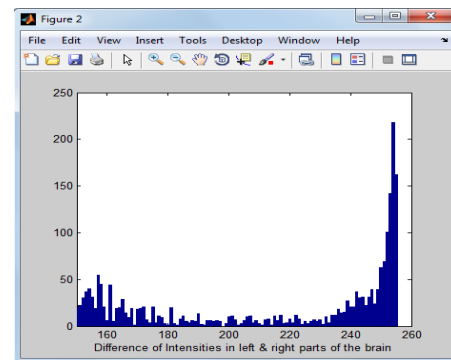 Figure 2
File Edit View Insert Tools Desktop Window Help
250
200
150
100
50
0
160 180 200 220 240 260
Difference of Intensities in left & right parts of the brain